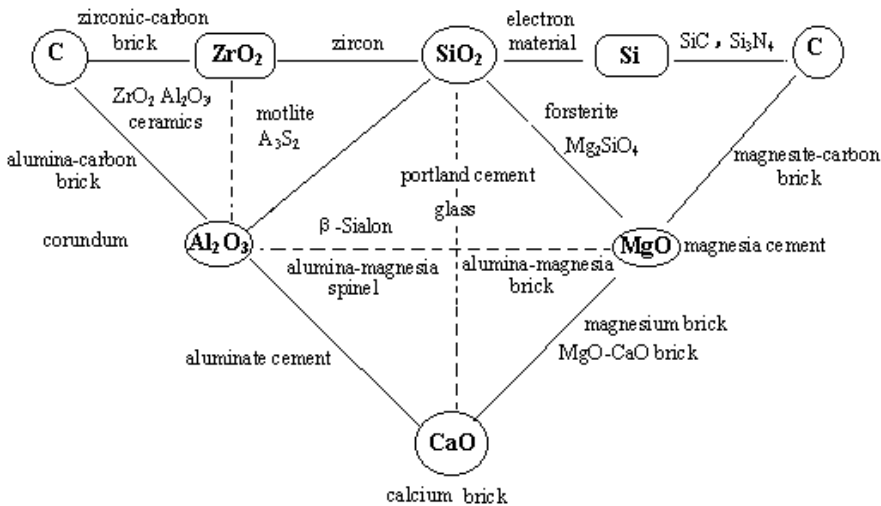 zirconic-carbon
brick
C
ZrO2
zircon
SiO2
electron
material
Si
SiC , Si3N4
C
ZrO2 Al2O3
ceramics
motlite
A3S2
forsterite
Mg2SiO4
alumina-carbon
brick
magnesite-carbon
brick
portland cement
glass
corundum
Al2O3
β-Sialon
MgO
magnesia cement
alumina-magnesia
spinel
alumina-magnesia
brick
magnesium brick
MgO-CaO brick
aluminate cement
CaO
calcium brick